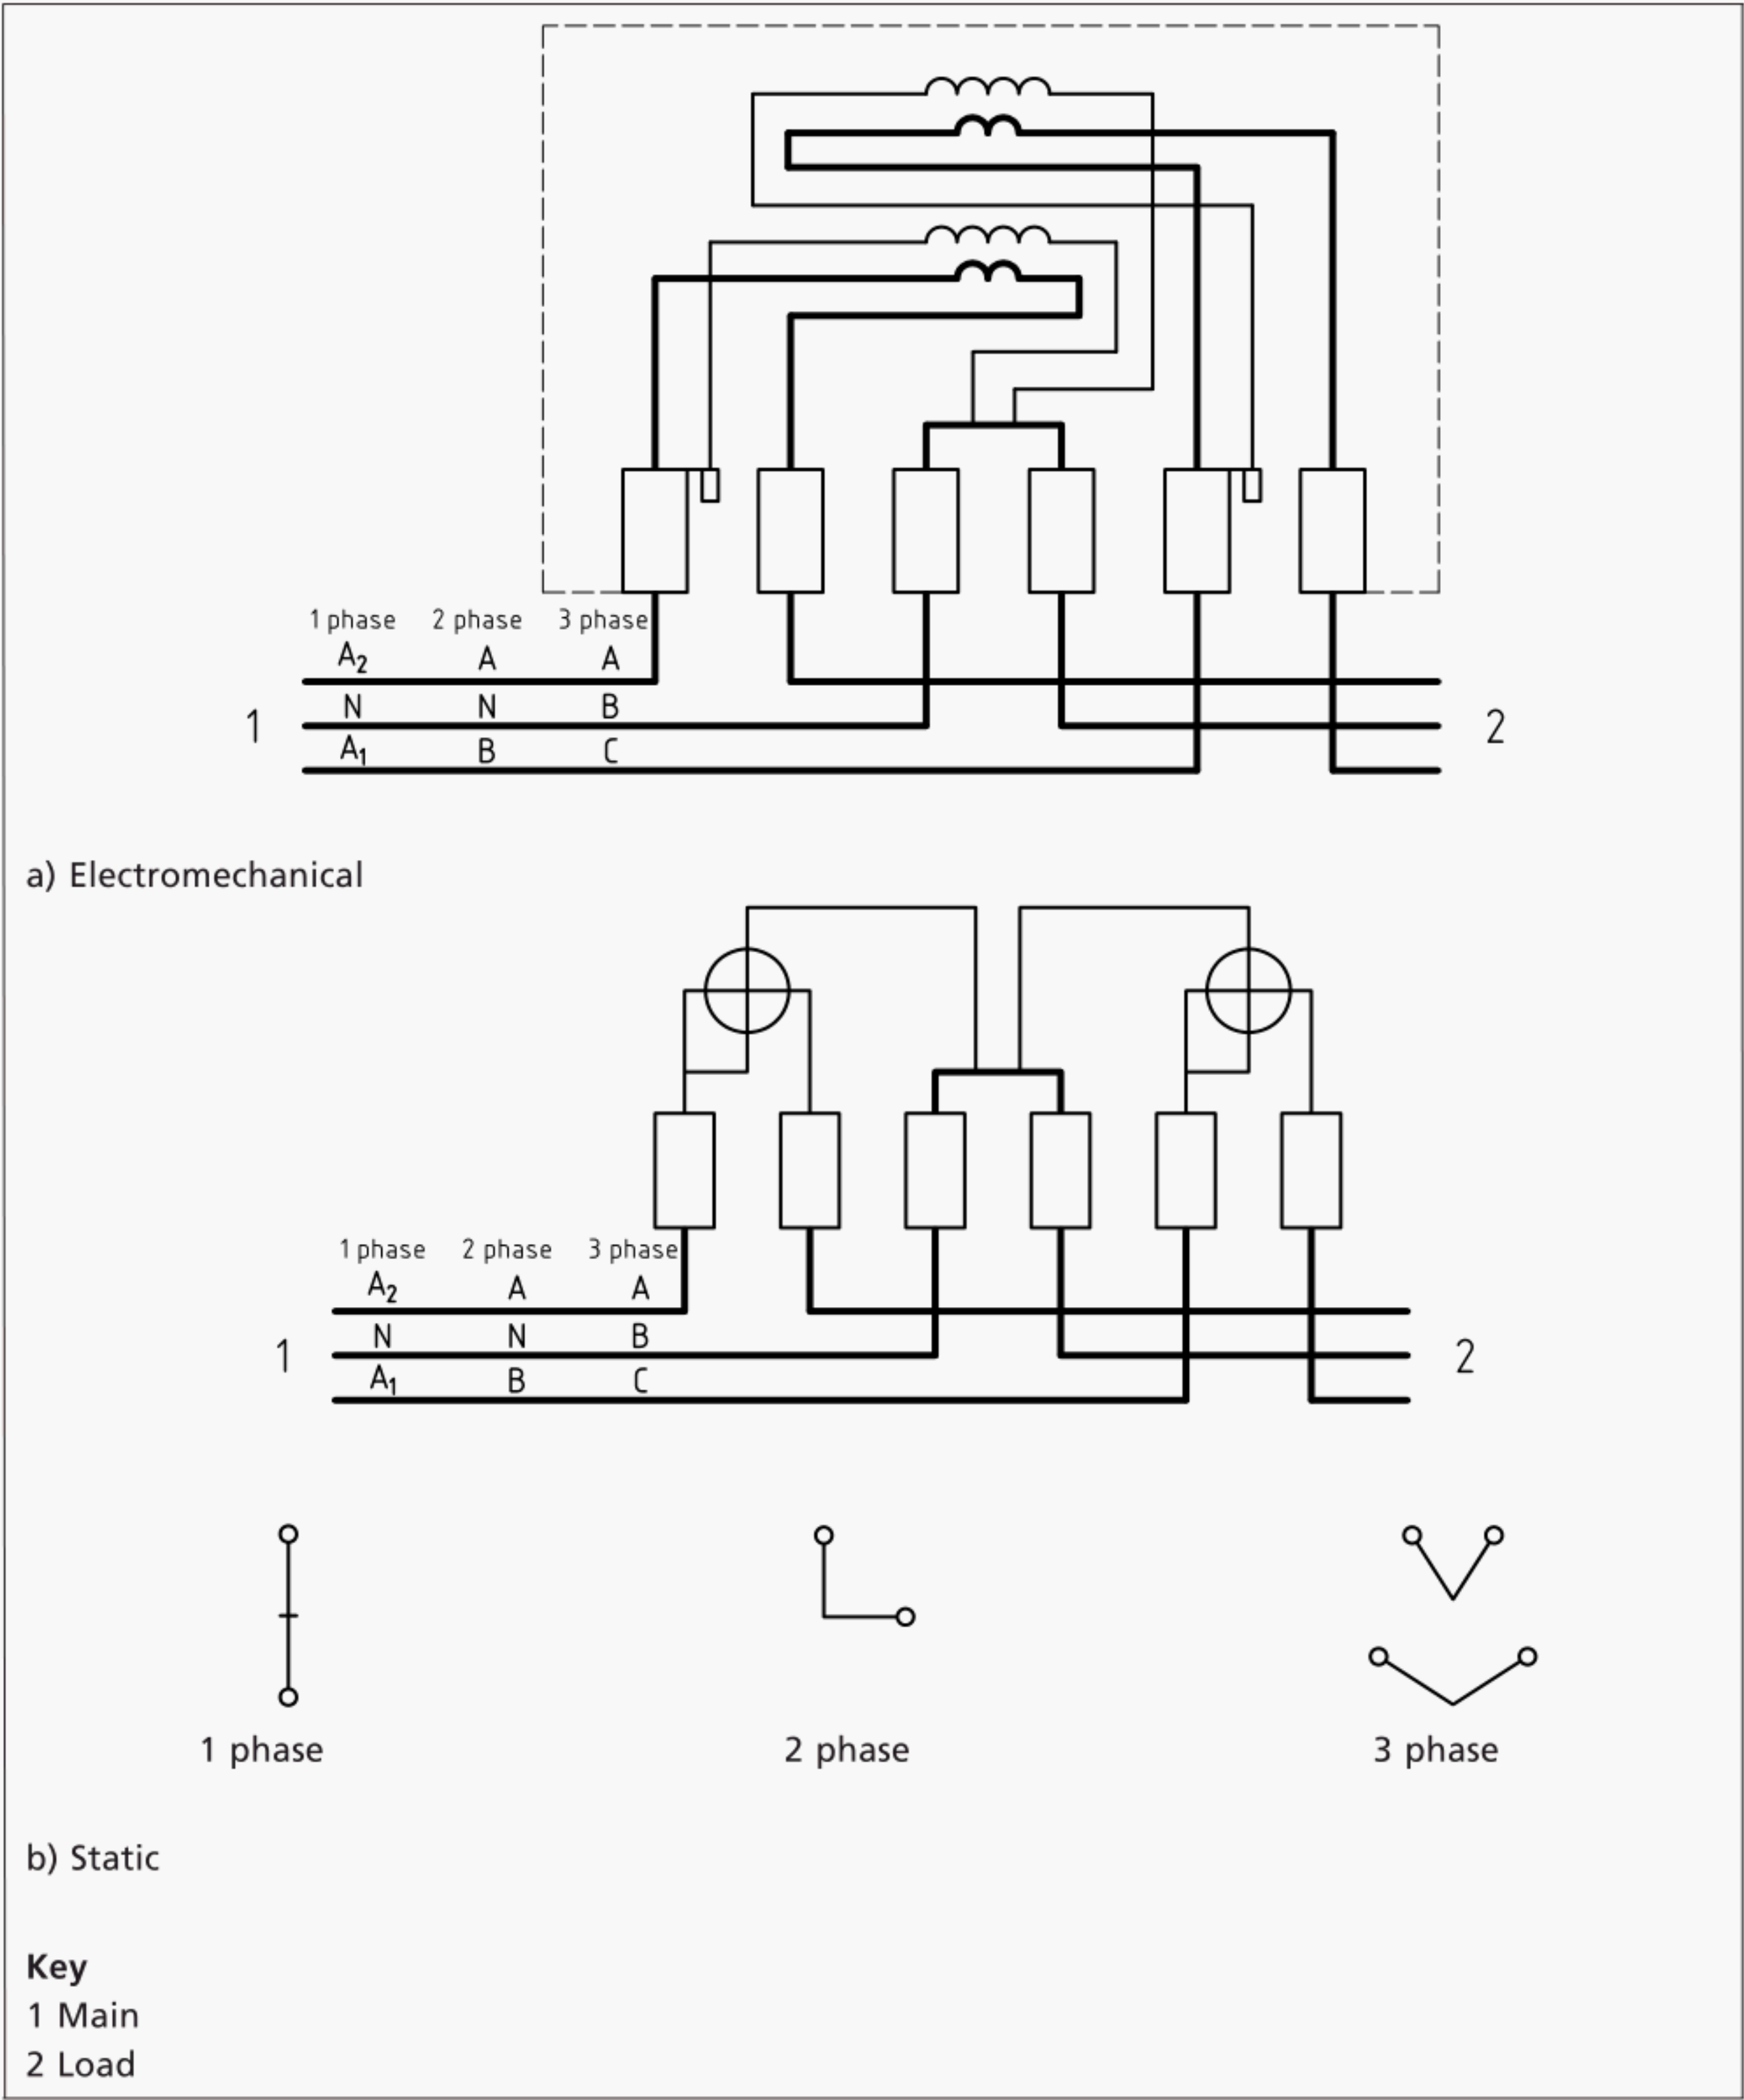 1 phase 2 phase 3 phase
A2 A A
N N B
1 2
A1 B C
a) Electromechanical
1 phase 2 phase 3 phase
A2 A A
N N B
1 2
A1 B C
1 phase 2 phase 3 phase
b) Static
Key
1 Main
2 Load